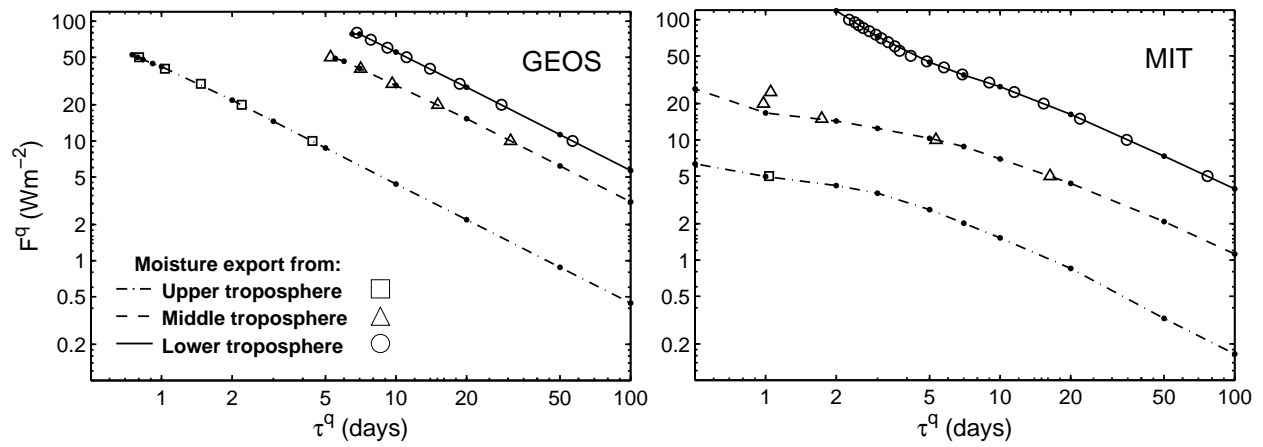 100
50
20
10
5
2
1
0.5
0.2
F^q (Wm⁻²)
GEOS
Moisture export from:
Upper troposphere
Middle troposphere
Lower troposphere
1 2 5 10 20 50 100
τ^q (days)
100
50
20
10
5
2
1
0.5
0.2
MIT
1 2 5 10 20 50 100
τ^q (days)